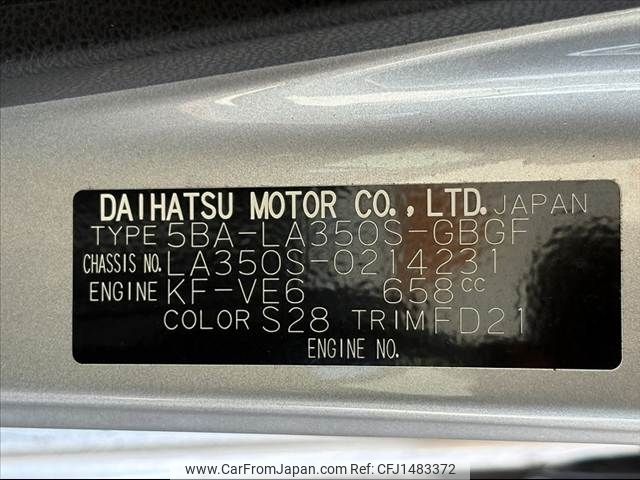 DAIHATSU MOTOR CO., LTD. JAPAN
TYPE 5BA-LA350S-GBGF
CHASSIS NO. LA350S-0214231
ENGINE KF-VE6 658cc
COLOR S28 TRIM FD21
ENGINE NO.
www.CarFromJapan.com CFJ1483372